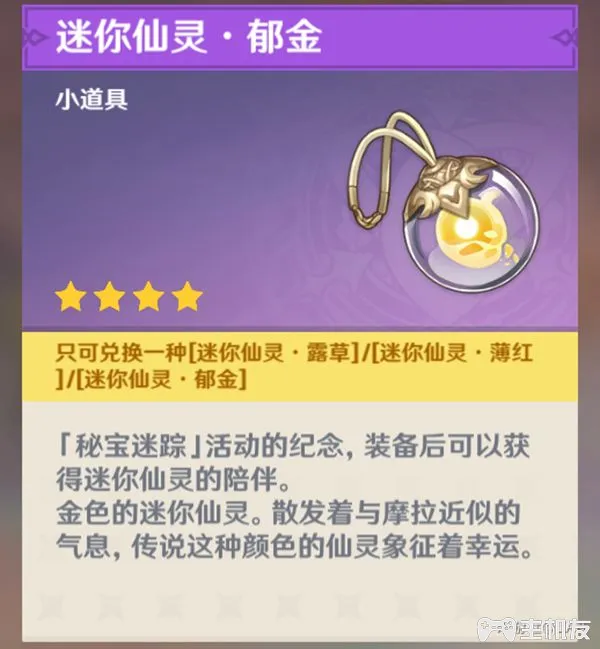 迷你仙灵·郁金
小道具
只可兑换一种[迷你仙灵·露草]/[迷你仙灵·薄红
]/[迷你仙灵·郁金]
「秘宝迷踪」活动的纪念，装备后可以获
得迷你仙灵的陪伴。
金色的迷你仙灵。散发着与摩拉近似的
气息，传说这种颜色的仙灵象征着幸运。
主机友